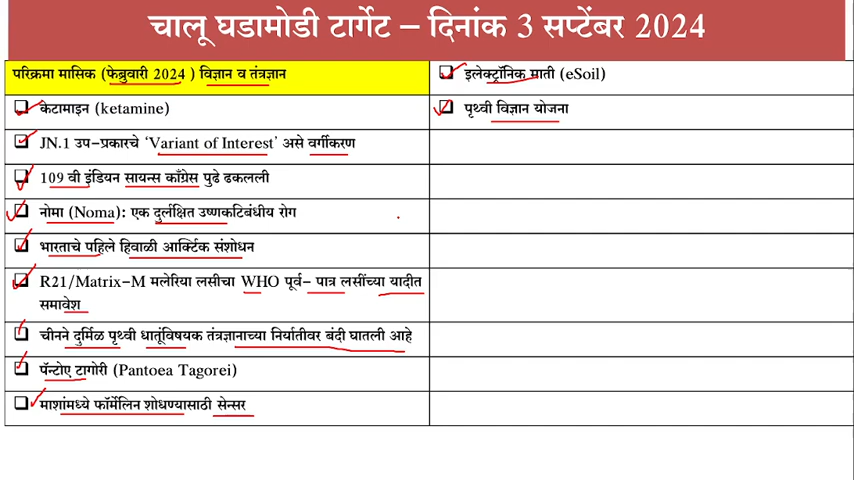 चालू घडामोडी टार्गेट – दिनांक 3 सप्टेंबर 2024
परिक्रमा मासिक (फेब्रुवारी 2024 ) विज्ञान व तंत्रज्ञान
केटामाइन (ketamine)
JN.1 उप-प्रकारचे ‘Variant of Interest’ असे वर्गीकरण
109 वी इंडियन सायन्स काँग्रेस पुढे ढकलली
नोमा (Noma): एक दुर्लक्षित उष्णकटिबंधीय रोग
भारताचे पहिले हिवाळी आर्क्टिक संशोधन
R21/Matrix-M मलेरिया लसीचा WHO पूर्व- पात्र लसींच्या यादीत
समावेश
चीनने दुर्मिळ पृथ्वी धातूंविषयक तंत्रज्ञानाच्या निर्यातीवर बंदी घातली आहे
पॅन्टोए टागोरी (Pantoea Tagorei)
माशांमध्ये फॉर्मेलिन शोधण्यासाठी सेन्सर
इलेक्ट्रॉनिक माती (eSoil)
पृथ्वी विज्ञान योजना